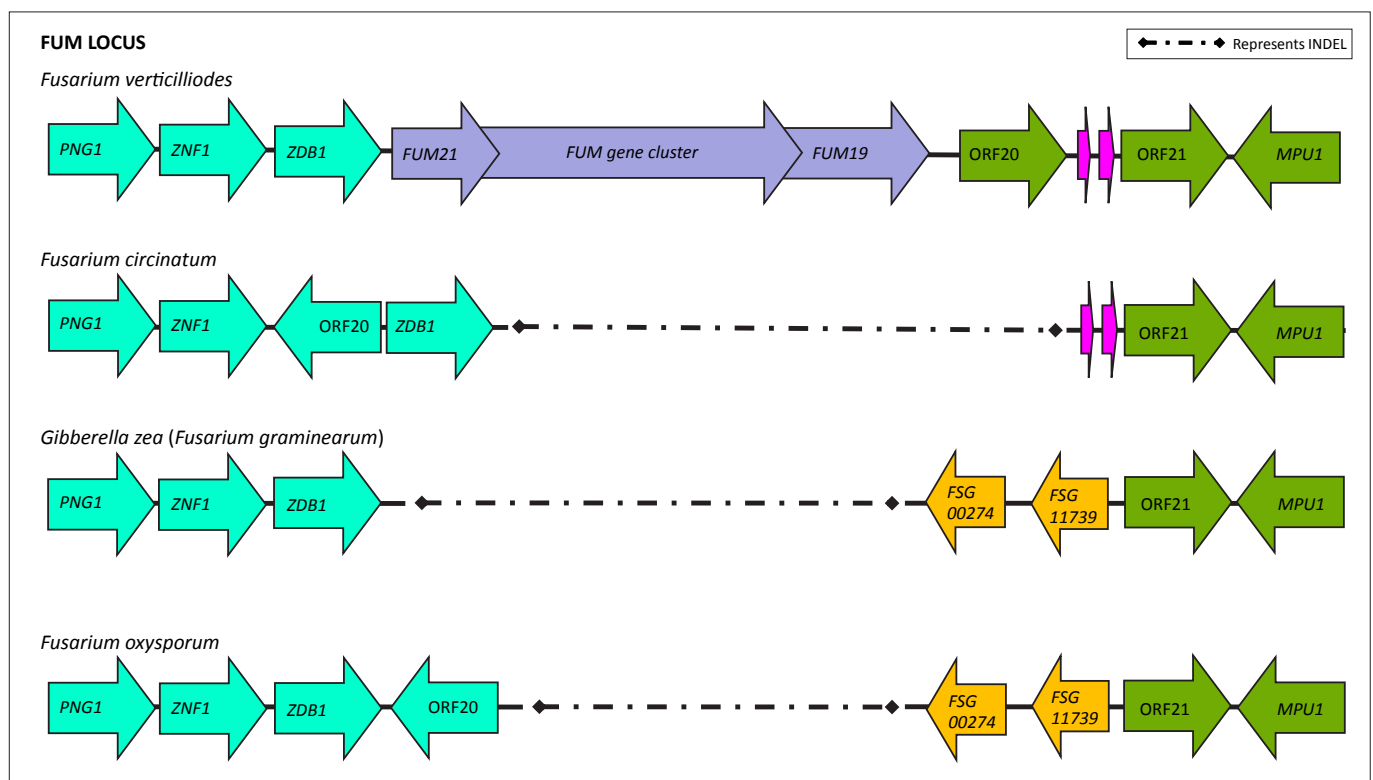 FUM LOCUS
Represents INDEL
Fusarium verticilliodes
PNG1 ZNF1 ZDB1 FUM21 FUM gene cluster FUM19 ORF20 ORF21 MPU1
Fusarium circinatum
PNG1 ZNF1 ORF20 ZDB1 ORF21 MPU1
Gibberella zea (Fusarium graminearum)
PNG1 ZNF1 ZDB1 FSG 00274 FSG 11739 ORF21 MPU1
Fusarium oxysporum
PNG1 ZNF1 ZDB1 ORF20 FSG 00274 FSG 11739 ORF21 MPU1